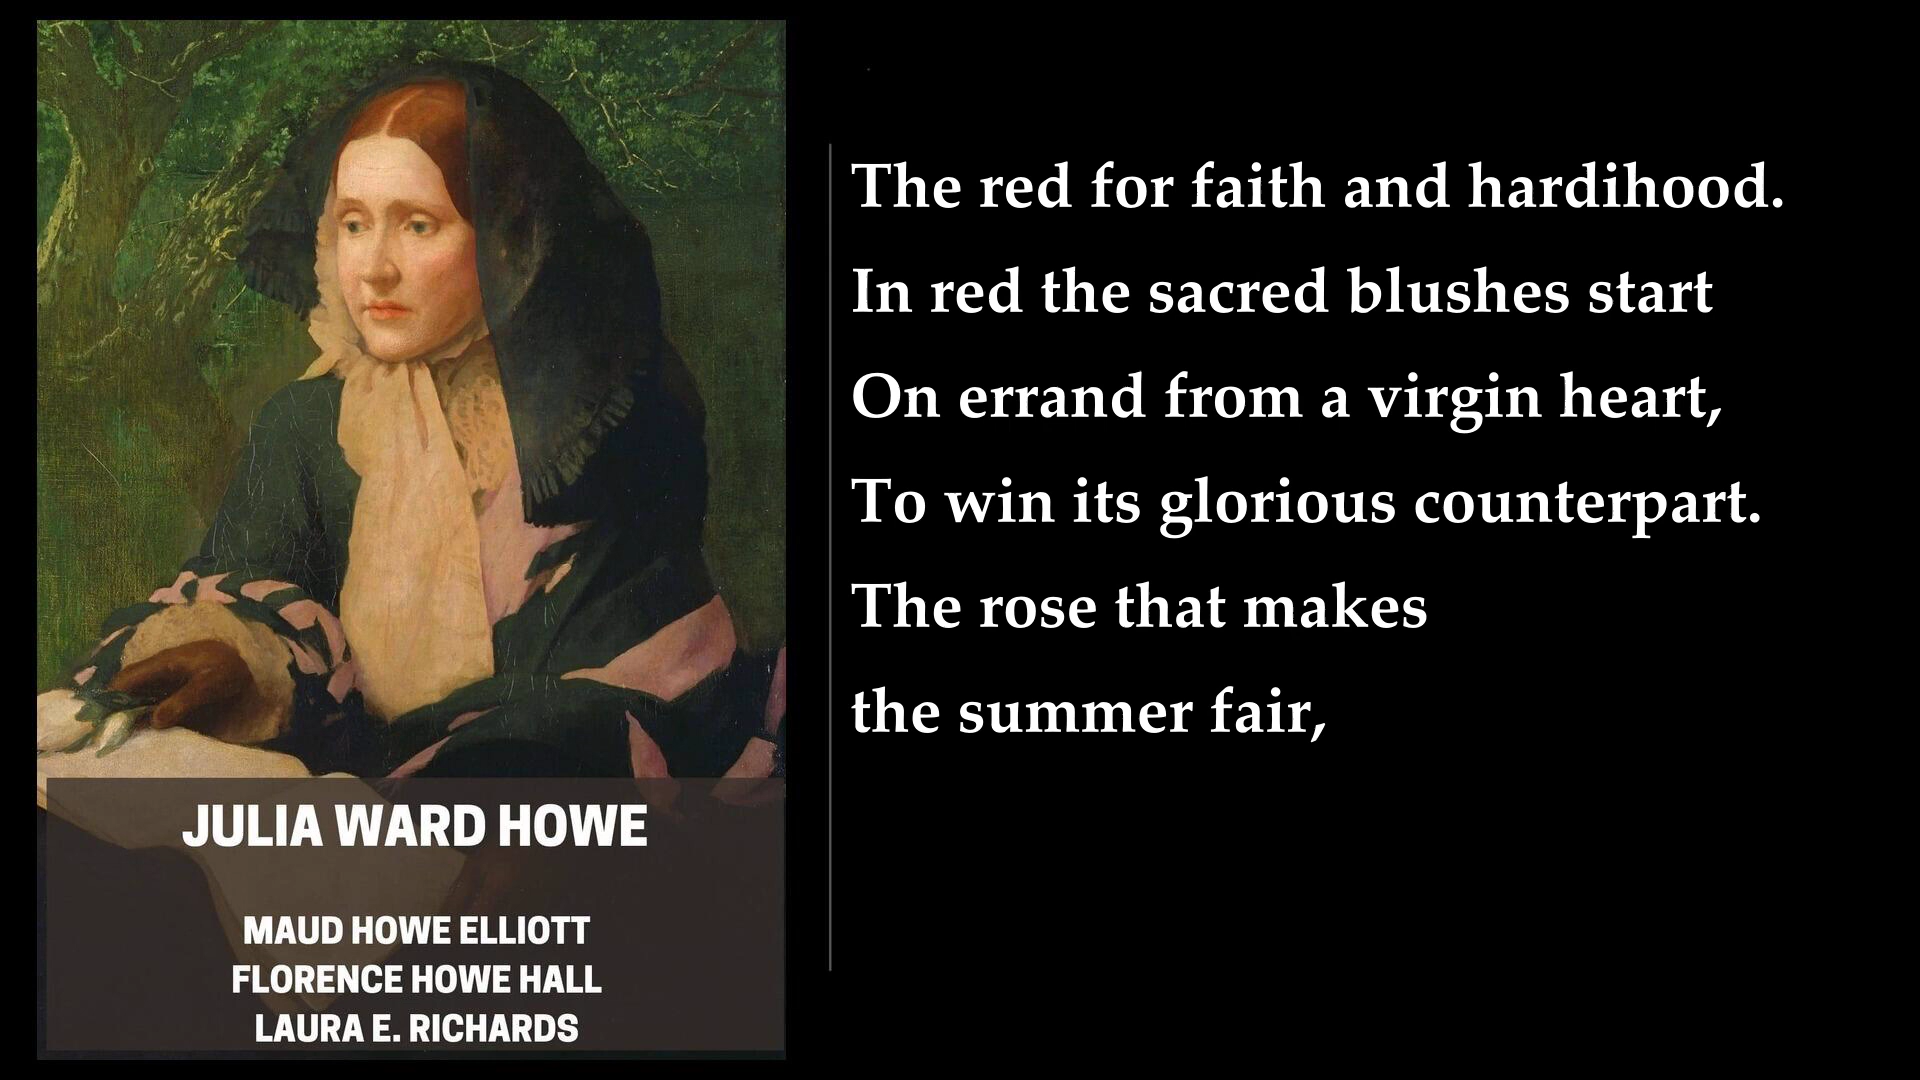 JULIA WARD HOWE
MAUD HOWE ELLIOTT
FLORENCE HOWE HALL
LAURA E. RICHARDS
The red for faith and hardihood.
In red the sacred blushes start
On errand from a virgin heart,
To win its glorious counterpart.
The rose that makes
the summer fair,